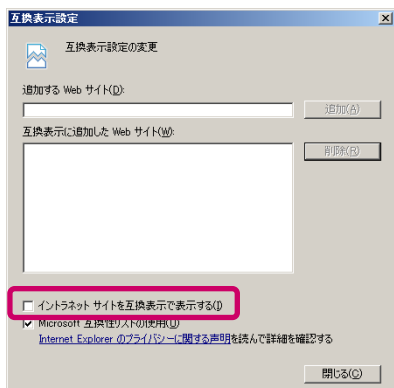 互換表示設定
互換表示設定の変更
追加する Web サイト(D):
追加(A)
互換表示に追加した Web サイト(W):
削除(R)
イントラネット サイトを互換表示で表示する(I)
Microsoft 互換性リストの使用(U)
Internet Explorer のプライバシーに関する声明を読んで詳細を確認する
閉じる(C)